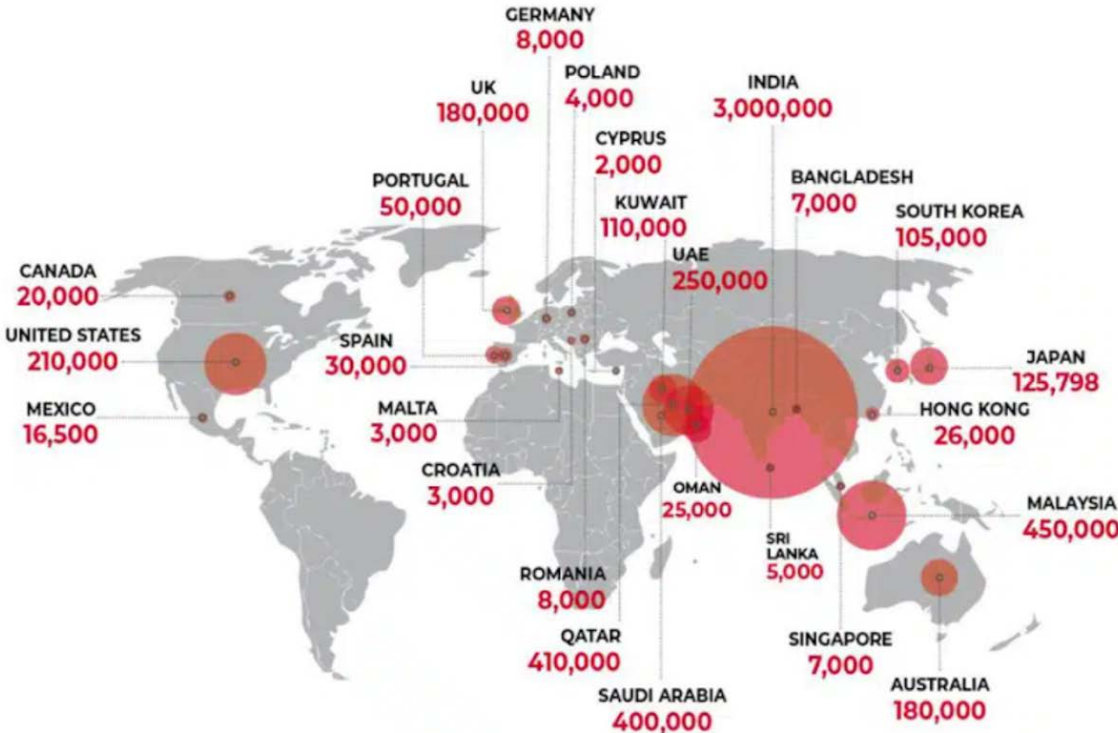 GERMANY
8,000
POLAND
4,000
UK
180,000
INDIA
3,000,000
CYPRUS
2,000
PORTUGAL
50,000
BANGLADESH
7,000
KUWAIT
110,000
SOUTH KOREA
105,000
UAE
250,000
CANADA
20,000
UNITED STATES
210,000
SPAIN
30,000
JAPAN
125,798
MEXICO
16,500
MALTA
3,000
HONG KONG
26,000
CROATIA
3,000
OMAN
25,000
MALAYSIA
450,000
SRI
LANKA
5,000
ROMANIA
8,000
QATAR
410,000
SINGAPORE
7,000
SAUDI ARABIA
400,000
AUSTRALIA
180,000